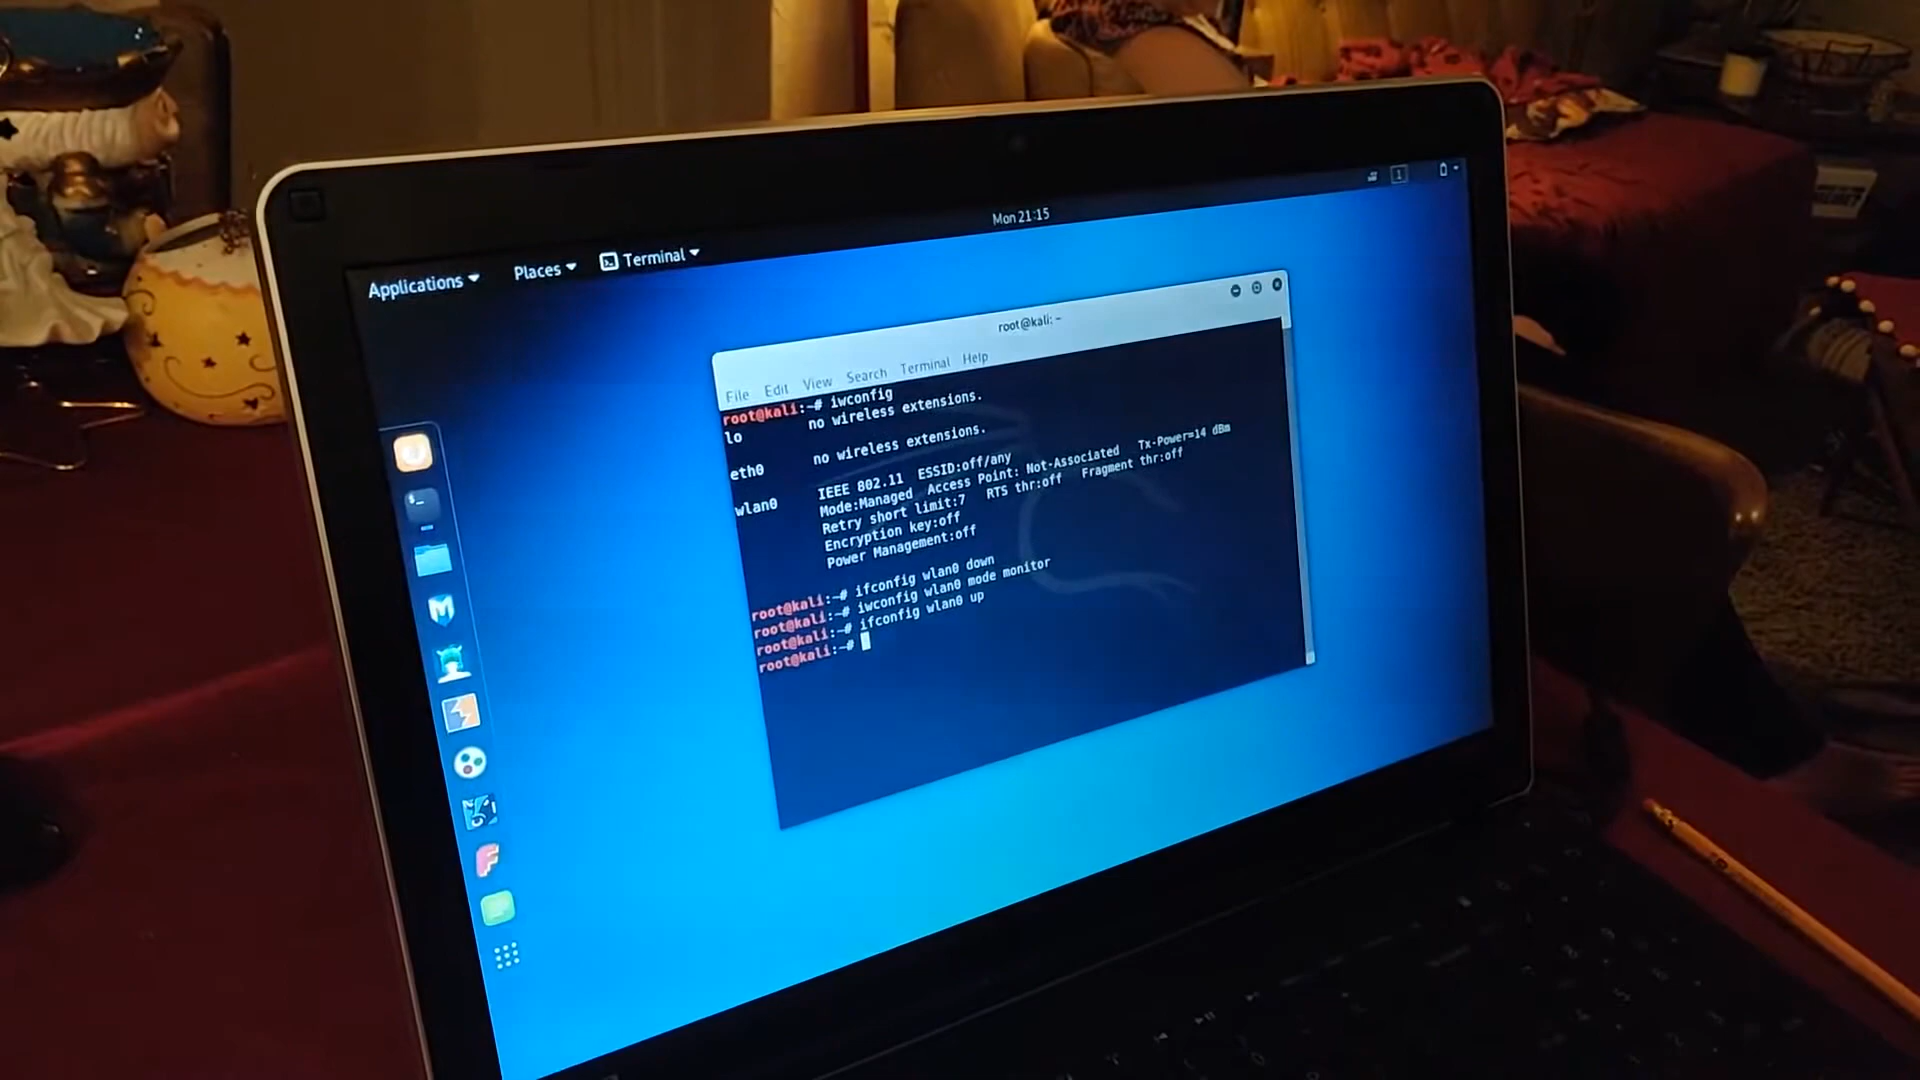 Mon 21:15
1
Applications Places Terminal
root@kali: ~
File Edit View Search Terminal Help
root@kali:~# iwconfig
lo no wireless extensions.
eth0 no wireless extensions.
wlan0 IEEE 802.11 ESSID:off/any
Mode:Managed Access Point: Not-Associated Tx-Power=14 dBm
Retry short limit:7 RTS thr:off Fragment thr:off
Encryption key:off
Power Management:off
root@kali:~# ifconfig wlan0 down
root@kali:~# iwconfig wlan0 mode monitor
root@kali:~# ifconfig wlan0 up
root@kali:~#